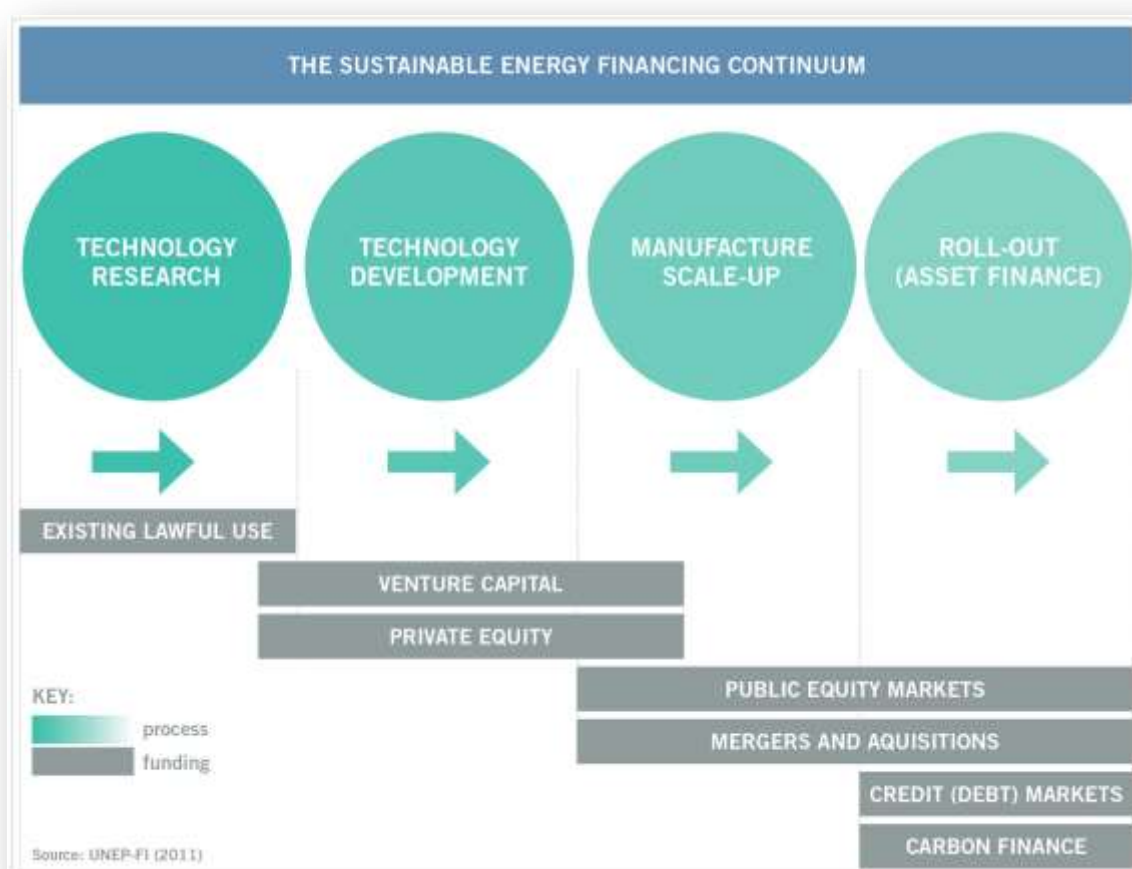 THE SUSTAINABLE ENERGY FINANCING CONTINUUM
TECHNOLOGY
RESEARCH
TECHNOLOGY
DEVELOPMENT
MANUFACTURE
SCALE-UP
ROLL-OUT
(ASSET FINANCE)
EXISTING LAWFUL USE
VENTURE CAPITAL
PRIVATE EQUITY
PUBLIC EQUITY MARKETS
MERGERS AND AQUISITIONS
CREDIT (DEBT) MARKETS
CARBON FINANCE
KEY:
process
funding
Source: UNEP-FI (2011)